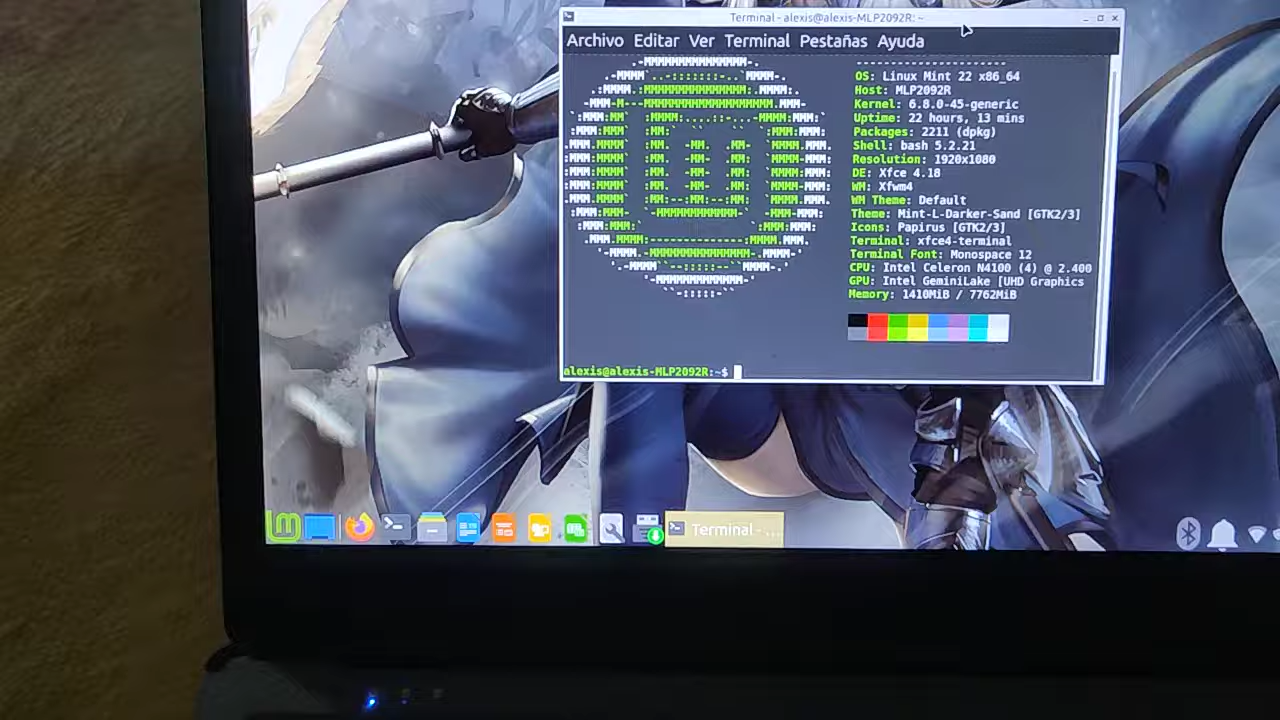 Terminal - alexis@alexis-MLP2092R: ~
Archivo Editar Ver Terminal Pestañas Ayuda
---------------------
OS: Linux Mint 22 x86_64
Host: MLP2092R
Kernel: 6.8.0-45-generic
Uptime: 22 hours, 13 mins
Packages: 2211 (dpkg)
Shell: bash 5.2.21
Resolution: 1920x1080
DE: Xfce 4.18
WM: Xfwm4
WM Theme: Default
Theme: Mint-L-Darker-Sand [GTK2/3]
Icons: Papirus [GTK2/3]
Terminal: xfce4-terminal
Terminal Font: Monospace 12
CPU: Intel Celeron N4100 (4) @ 2.400
GPU: Intel GeminiLake [UHD Graphics
Memory: 1410MiB / 7762MiB
alexis@alexis-MLP2092R:~$
Terminal - ...